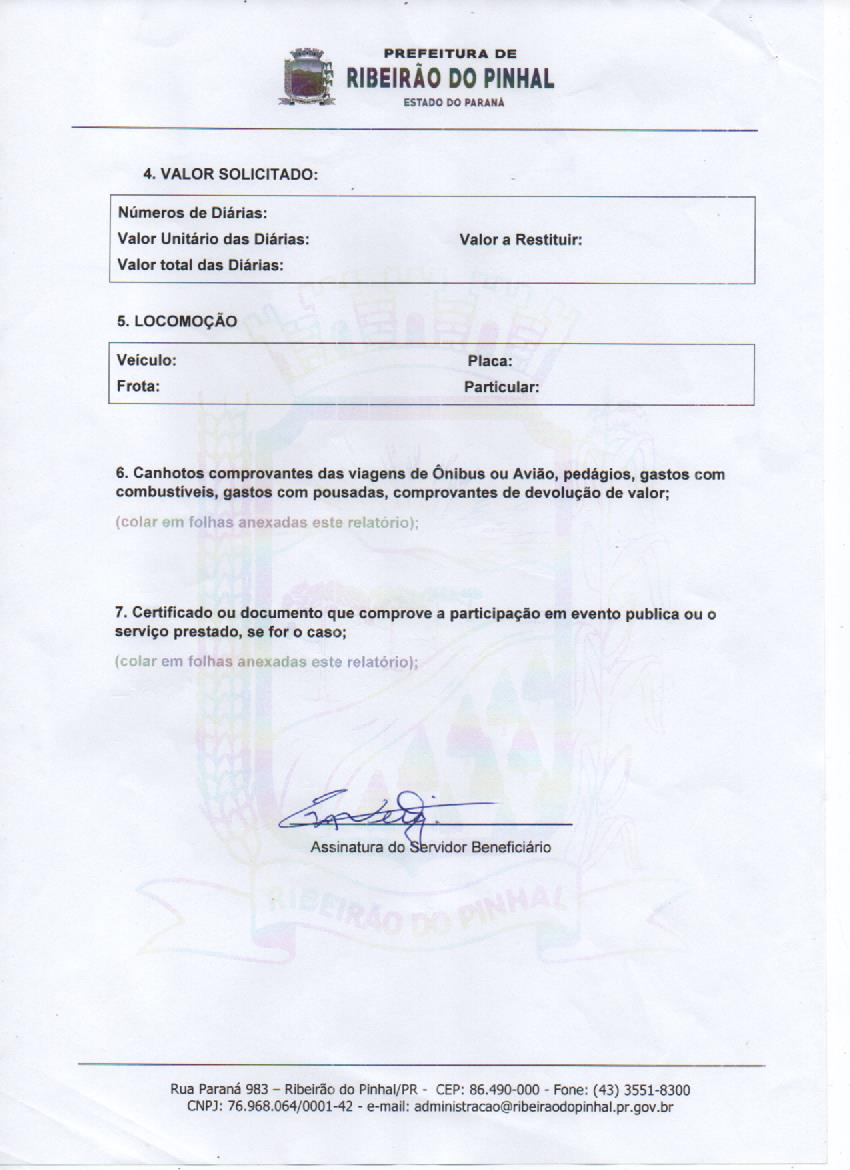 PREFEITURA DE
RIBEIRÃO DO PINHAL
ESTADO DO PARANÁ
4. VALOR SOLICITADO:
Números de Diárias:
Valor Unitário das Diárias: Valor a Restituir:
Valor total das Diárias:
5. LOCOMOÇÃO
Veículo: Placa:
Frota: Particular:
6. Canhotos comprovantes das viagens de Ônibus ou Avião, pedágios, gastos com
combustíveis, gastos com pousadas, comprovantes de devolução de valor;
(colar em folhas anexadas este relatório);
7. Certificado ou documento que comprove a participação em evento publica ou o
serviço prestado, se for o caso;
(colar em folhas anexadas este relatório);
Assinatura do Servidor Beneficiário
RIBEIRÃO DO PINHAL
Rua Paraná 983 – Ribeirão do Pinhal/PR - CEP: 86.490-000 - Fone: (43) 3551-8300
CNPJ: 76.968.064/0001-42 - e-mail: administracao@ribeiraodopinhal.pr.gov.br